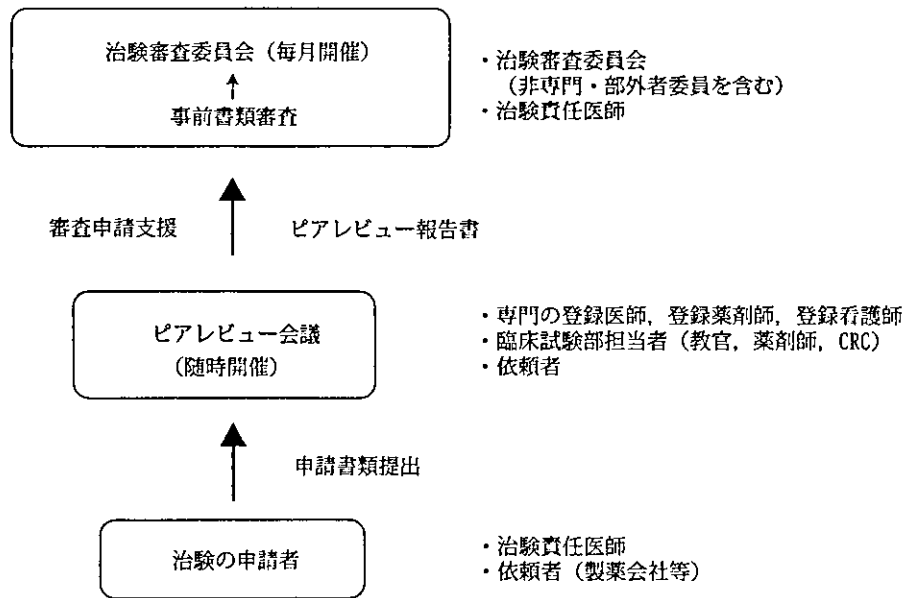 治験審査委員会（毎月開催）
↑
事前書類審査
・治験審査委員会
（非専門・部外者委員を含む）
・治験責任医師
審査申請支援
ピアレビュー報告書
ピアレビュー会議
（随時開催）
・専門の登録医師，登録薬剤師，登録看護師
・臨床試験部担当者（教官，薬剤師，CRC）
・依頼者
申請書類提出
治験の申請者
・治験責任医師
・依頼者（製薬会社等）